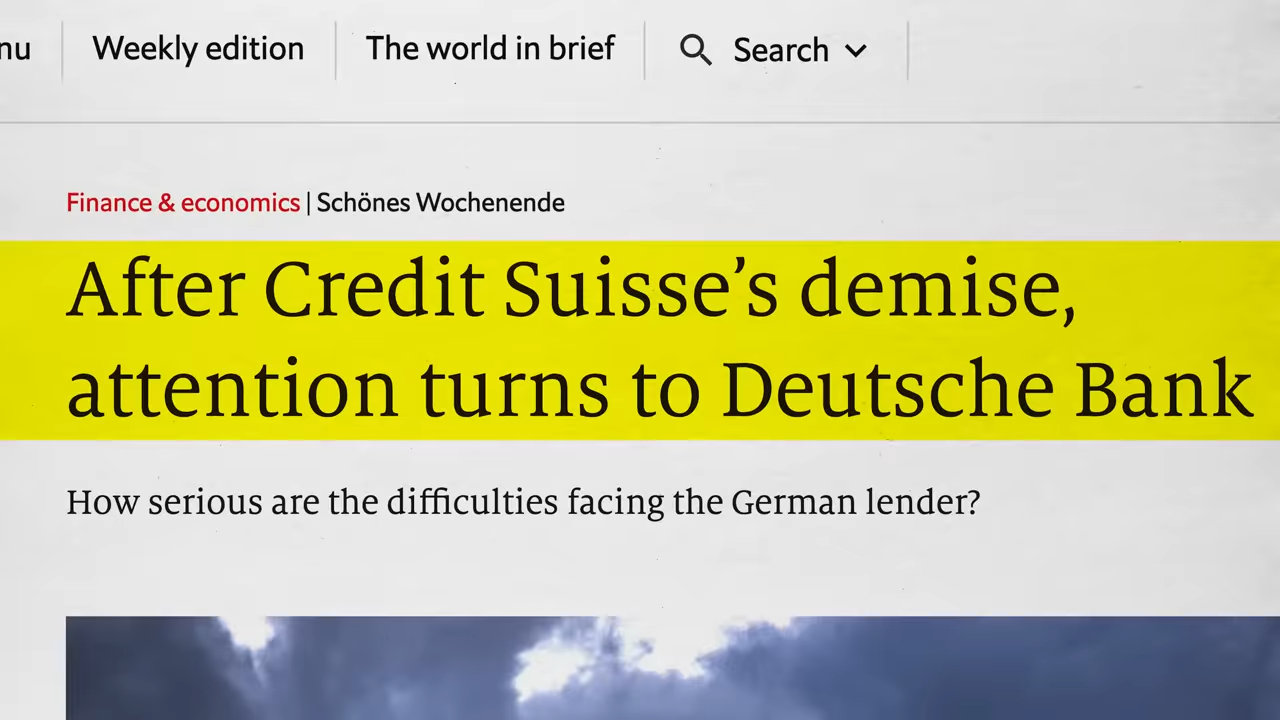 nu
Weekly edition
The world in brief
Search
Finance & economics | Schönes Wochenende
After Credit Suisse’s demise,
attention turns to Deutsche Bank
How serious are the difficulties facing the German lender?